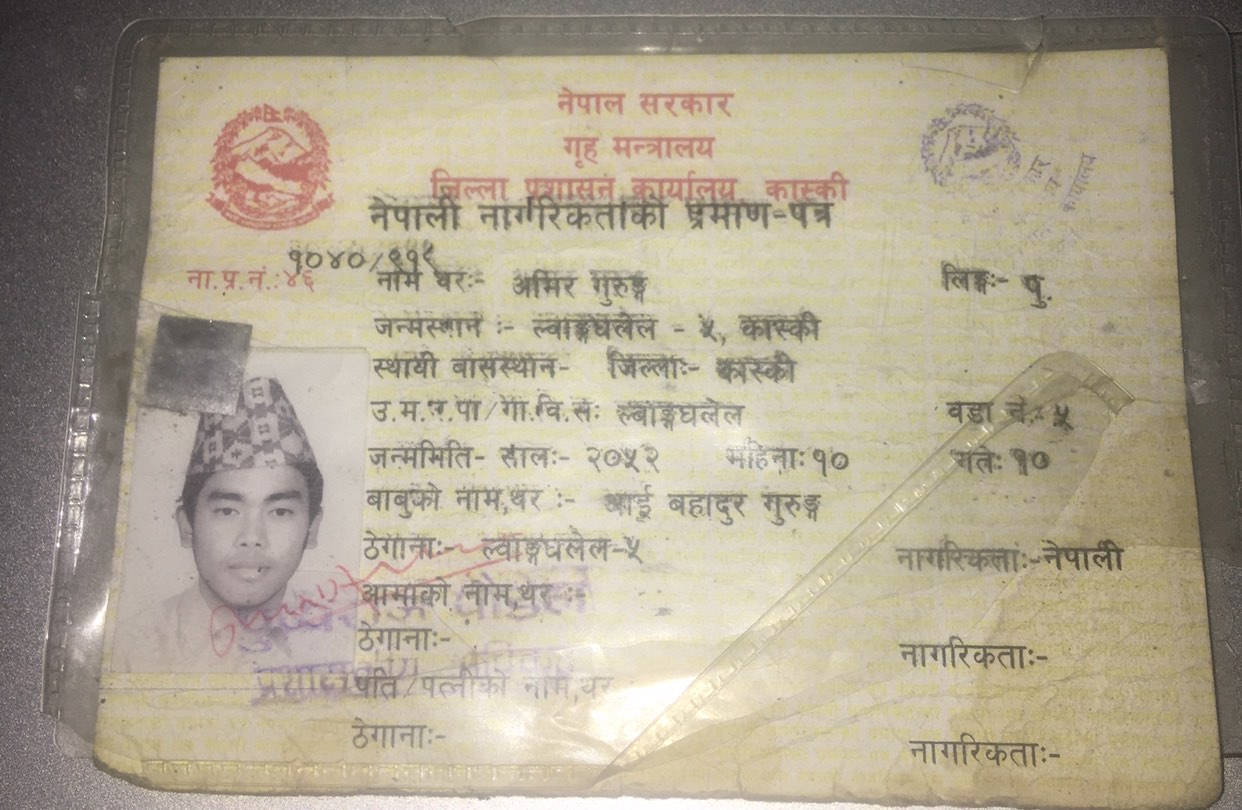 नेपाल सरकार
गृह मन्त्रालय
जिल्ला प्रशासन कार्यालय, कास्की
नेपाली नागरिकताको प्रमाण-पत्र
ना.प्र.नं.:४६
नाम थरः- अमिर गुरुङ्ग लिङ्गः- पु.
जन्मस्थान :- ल्वाङ्घलेल - ५, कास्की
स्थायी बासस्थान- जिल्लाः- कास्की
उ.म.न.पा/गा.वि.सः ल्वाङ्घलेल वडा नं.: ५
जन्ममिति- सालः- २०५२ महिनाः १० गतेः १०
बाबुको नाम,थर :- आई बहादुर गुरुङ्ग
ठेगानाः- ल्वाङ्घलेल-५ नागरिकताः-नेपाली
आमाको नाम,थर :-
ठेगानाः- नागरिकताः-
पति/पत्नीको नाम,थर
ठेगानाः- नागरिकताः-